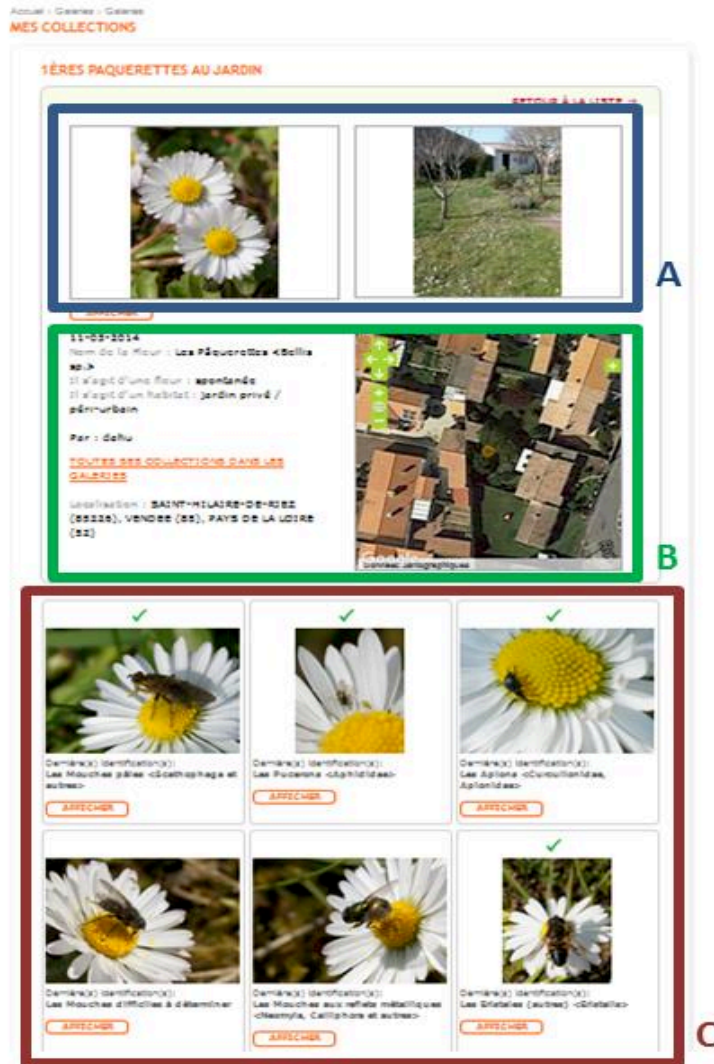 Accueil › Galeries › Galeries
MES COLLECTIONS
1ÈRES PAQUERETTES AU JARDIN
RETOUR À LA LISTE
A
AFFICHER
11-03-2014
Nom de la fleur : Les Pâquerettes <Bellis
sp.>
Il s'agit d'une fleur : spontanée
Il s'agit d'un habitat : jardin privé /
péri-urbain
Par : dahu
TOUTES SES COLLECTIONS DANS LES
GALERIES
Localisation : SAINT-HILAIRE-DE-RIEZ
(85226), VENDEE (85), PAYS DE LA LOIRE
(52)
Google
Données cartographiques
B
Dernière(s) identification(s):
Les Mouches pâles <Scathophaga et
autres>
AFFICHER
Dernière(s) identification(s):
Les Pucerons <Aphididae>
AFFICHER
Dernière(s) identification(s):
Les Apions <Curculionidae,
Apionidae>
AFFICHER
Dernière(s) identification(s):
Les Mouches difficiles à déterminer
AFFICHER
Dernière(s) identification(s):
Les Mouches aux reflets métalliques
<Neomyia, Calliphora et autres>
AFFICHER
Dernière(s) identification(s):
Les Eristales (autres) <Eristalis>
AFFICHER
C